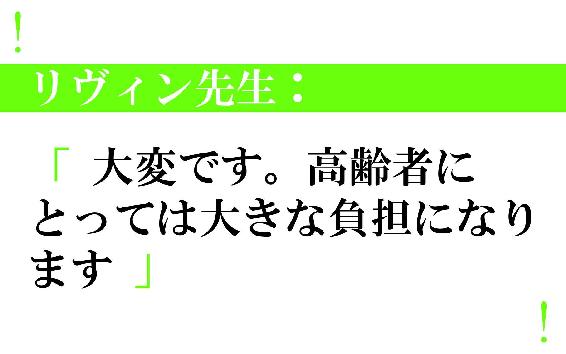 !
リヴィン先生：
「 大変です。高齢者に
とっては大きな負担になり
ます 」
!